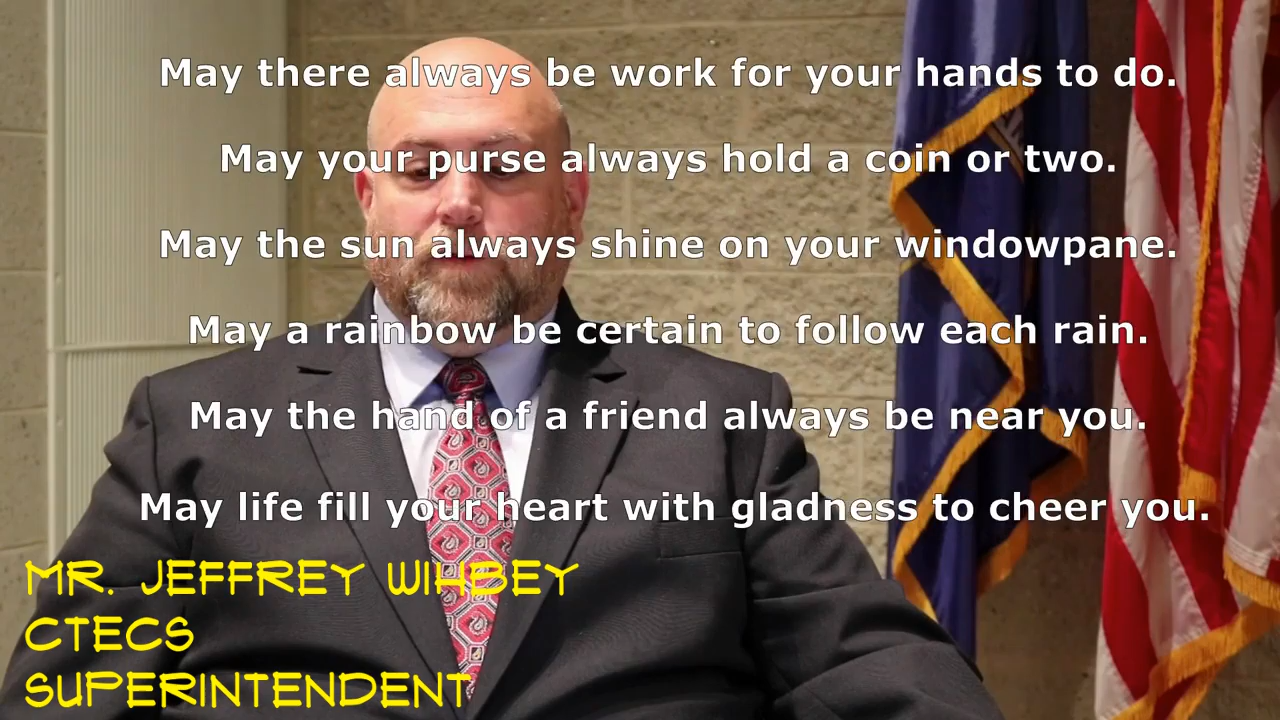 May there always be work for your hands to do.
May your purse always hold a coin or two.
May the sun always shine on your windowpane.
May a rainbow be certain to follow each rain.
May the hand of a friend always be near you.
May life fill your heart with gladness to cheer you.
MR. JEFFREY WIHBEY
CTECS
SUPERINTENDENT